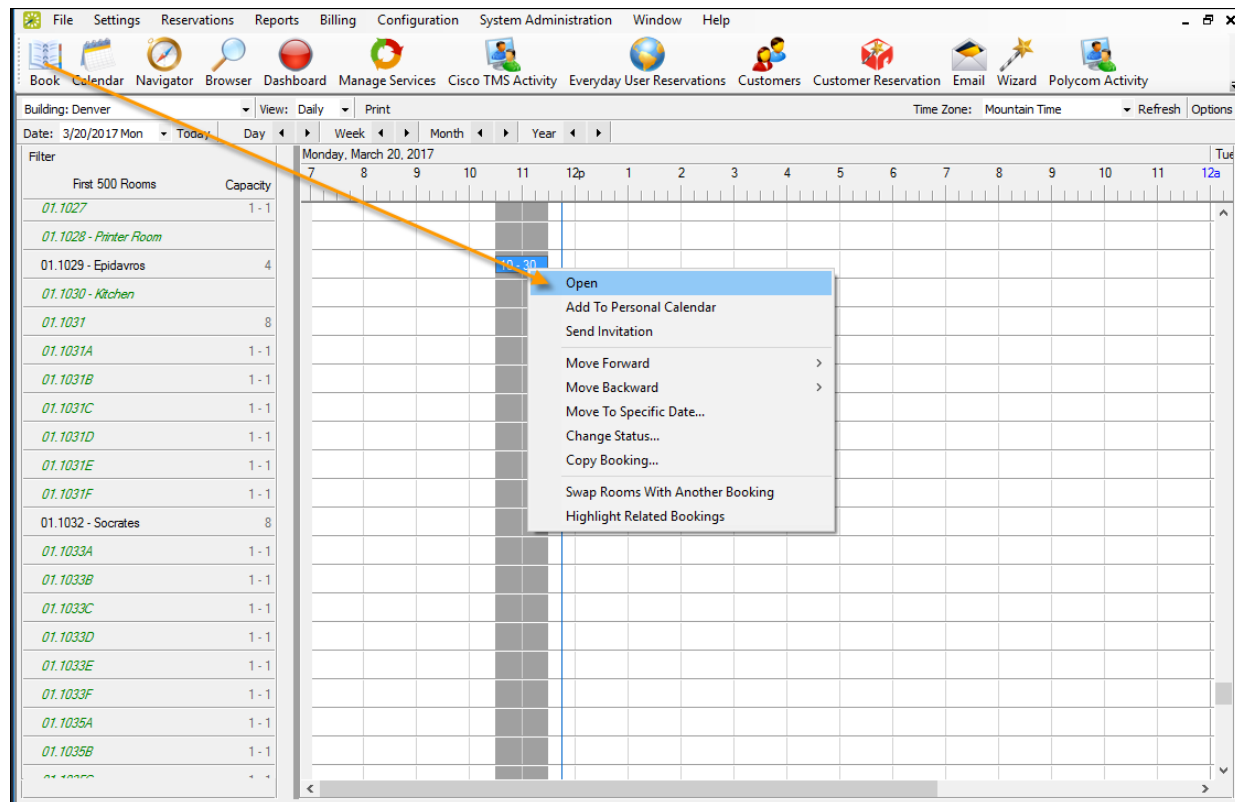 File Settings Reservations Reports Billing Configuration System Administration Window Help
Book Calendar Navigator Browser Dashboard Manage Services Cisco TMS Activity Everyday User Reservations Customers Customer Reservation Email Wizard Polycom Activity
Building: Denver View: Daily Print Time Zone: Mountain Time Refresh Options
Date: 3/20/2017 Mon Today Day Week Month Year
Filter Monday, March 20, 2017 Tue
First 500 Rooms Capacity 7 8 9 10 11 12p 1 2 3 4 5 6 7 8 9 10 11 12a
01.1027 1 - 1
01.1028 - Printer Room
01.1029 - Epidavros 4 10 - 30
Open
01.1030 - Kitchen
Add To Personal Calendar
01.1031 8
Send Invitation
01.1031A 1 - 1
Move Forward
01.1031B 1 - 1
Move Backward
01.1031C 1 - 1
Move To Specific Date...
01.1031D 1 - 1
Change Status...
01.1031E 1 - 1
Copy Booking...
01.1031F 1 - 1
Swap Rooms With Another Booking
01.1032 - Socrates 8
Highlight Related Bookings
01.1033A 1 - 1
01.1033B 1 - 1
01.1033C 1 - 1
01.1033D 1 - 1
01.1033E 1 - 1
01.1033F 1 - 1
01.1035A 1 - 1
01.1035B 1 - 1